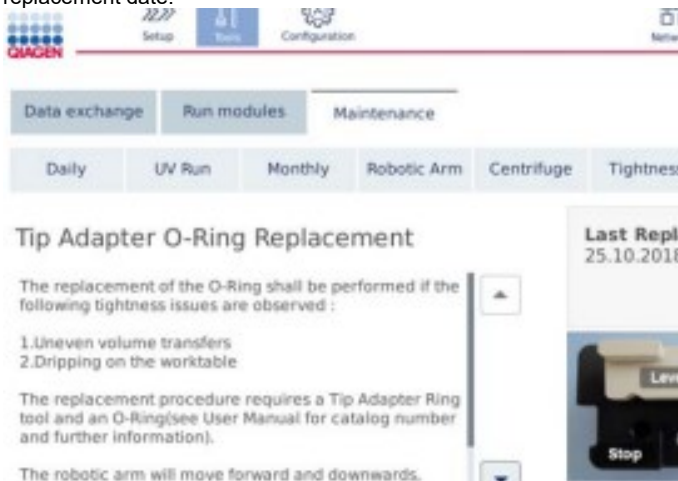 replacement date.
QIAGEN
Setup
Tools
Configuration
Data exchange
Run modules
Maintenance
Daily
UV Run
Monthly
Robotic Arm
Centrifuge
Tightness
Tip Adapter O-Ring Replacement
Last Repl
25.10.2018
The replacement of the O-Ring shall be performed if the
following tightness issues are observed :
1.Uneven volume transfers
2.Dripping on the worktable
The replacement procedure requires a Tip Adapter Ring
tool and an O-Ring(see User Manual for catalog number
and further information).
The robotic arm will move forward and downwards.
Stop